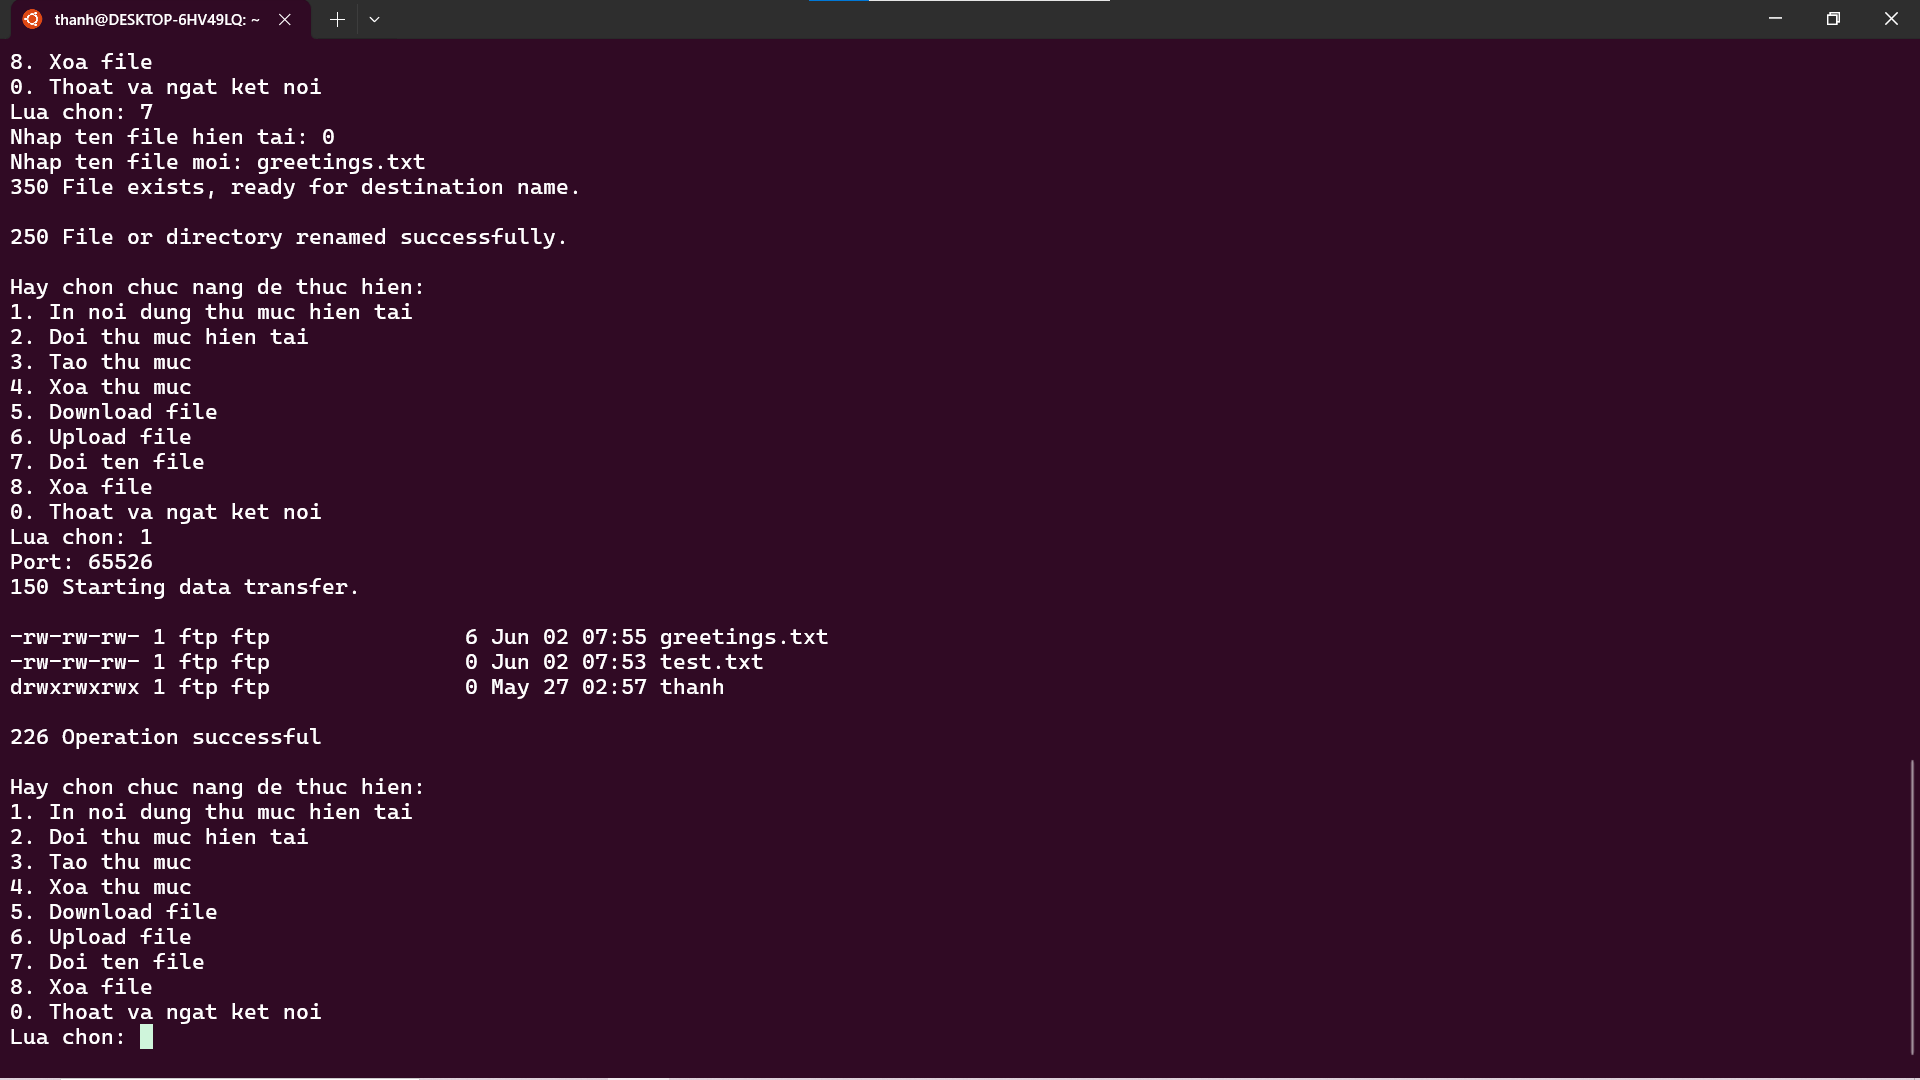 thanh@DESKTOP-6HV49LQ: ~
8. Xoa file
0. Thoat va ngat ket noi
Lua chon: 7
Nhap ten file hien tai: 0
Nhap ten file moi: greetings.txt
350 File exists, ready for destination name.
250 File or directory renamed successfully.
Hay chon chuc nang de thuc hien:
1. In noi dung thu muc hien tai
2. Doi thu muc hien tai
3. Tao thu muc
4. Xoa thu muc
5. Download file
6. Upload file
7. Doi ten file
8. Xoa file
0. Thoat va ngat ket noi
Lua chon: 1
Port: 65526
150 Starting data transfer.
-rw-rw-rw- 1 ftp ftp               6 Jun 02 07:55 greetings.txt
-rw-rw-rw- 1 ftp ftp               0 Jun 02 07:53 test.txt
drwxrwxrwx 1 ftp ftp               0 May 27 02:57 thanh
226 Operation successful
Hay chon chuc nang de thuc hien:
1. In noi dung thu muc hien tai
2. Doi thu muc hien tai
3. Tao thu muc
4. Xoa thu muc
5. Download file
6. Upload file
7. Doi ten file
8. Xoa file
0. Thoat va ngat ket noi
Lua chon: